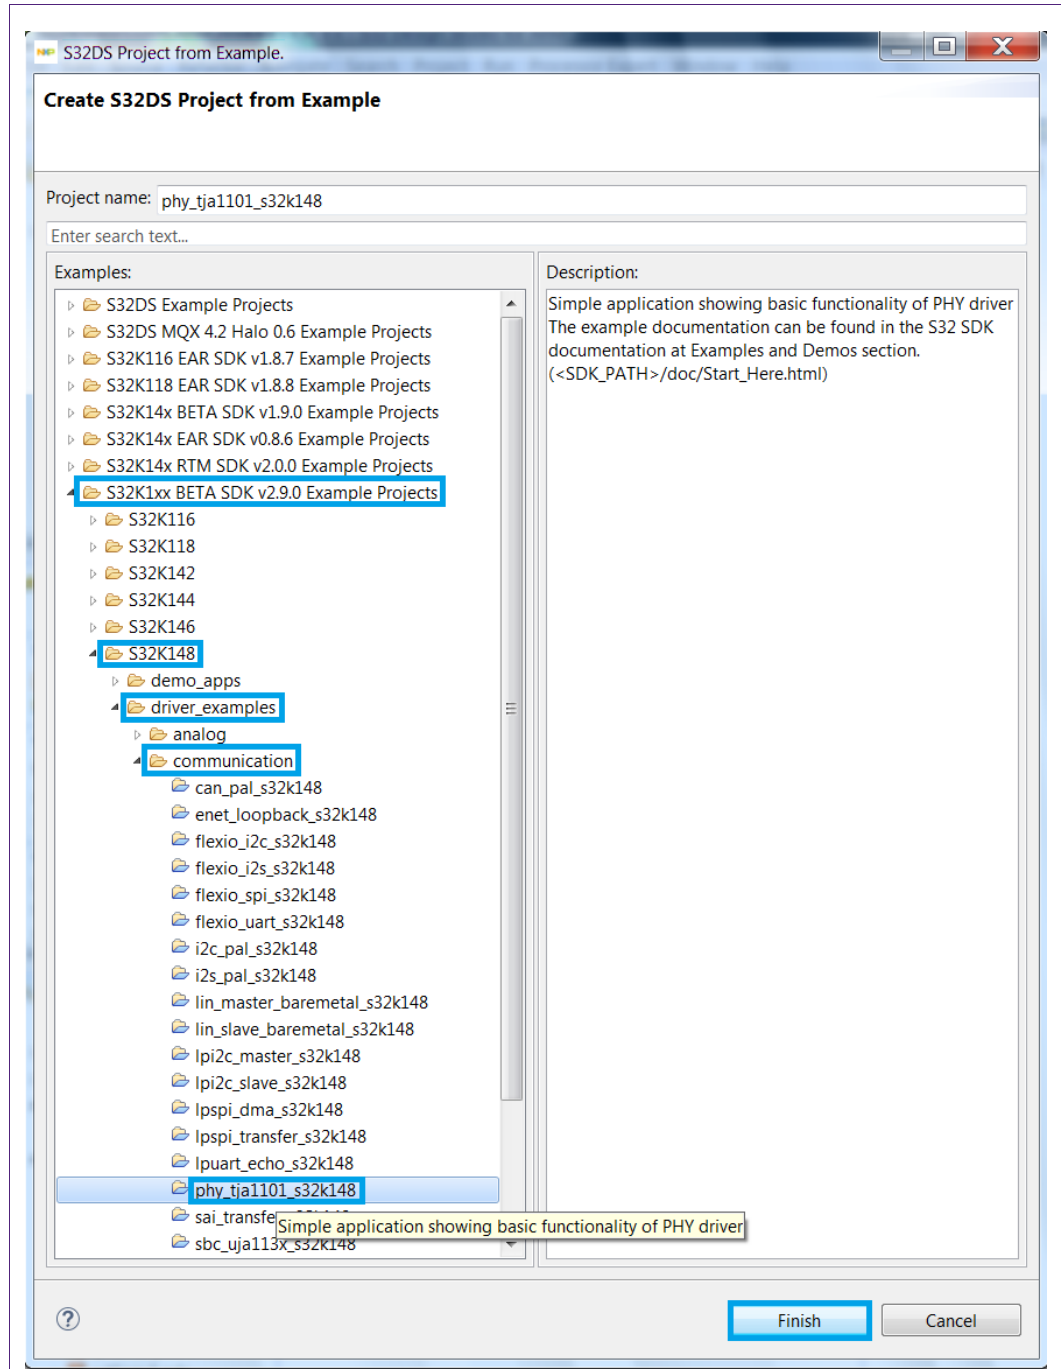 NXP S32DS Project from Example.
Create S32DS Project from Example
Project name: phy_tja1101_s32k148
Enter search text...
Examples:
S32DS Example Projects
S32DS MQX 4.2 Halo 0.6 Example Projects
S32K116 EAR SDK v1.8.7 Example Projects
S32K118 EAR SDK v1.8.8 Example Projects
S32K14x BETA SDK v1.9.0 Example Projects
S32K14x EAR SDK v0.8.6 Example Projects
S32K14x RTM SDK v2.0.0 Example Projects
S32K1xx BETA SDK v2.9.0 Example Projects
S32K116
S32K118
S32K142
S32K144
S32K146
S32K148
demo_apps
driver_examples
analog
communication
can_pal_s32k148
enet_loopback_s32k148
flexio_i2c_s32k148
flexio_i2s_s32k148
flexio_spi_s32k148
flexio_uart_s32k148
i2c_pal_s32k148
i2s_pal_s32k148
lin_master_baremetal_s32k148
lin_slave_baremetal_s32k148
lpi2c_master_s32k148
lpi2c_slave_s32k148
lpspi_dma_s32k148
lpspi_transfer_s32k148
lpuart_echo_s32k148
phy_tja1101_s32k148
sai_transfe
Simple application showing basic functionality of PHY driver
sbc_uja113x_s32k148
Description:
Simple application showing basic functionality of PHY driver
The example documentation can be found in the S32 SDK
documentation at Examples and Demos section.
(<SDK_PATH>/doc/Start_Here.html)
Finish
Cancel